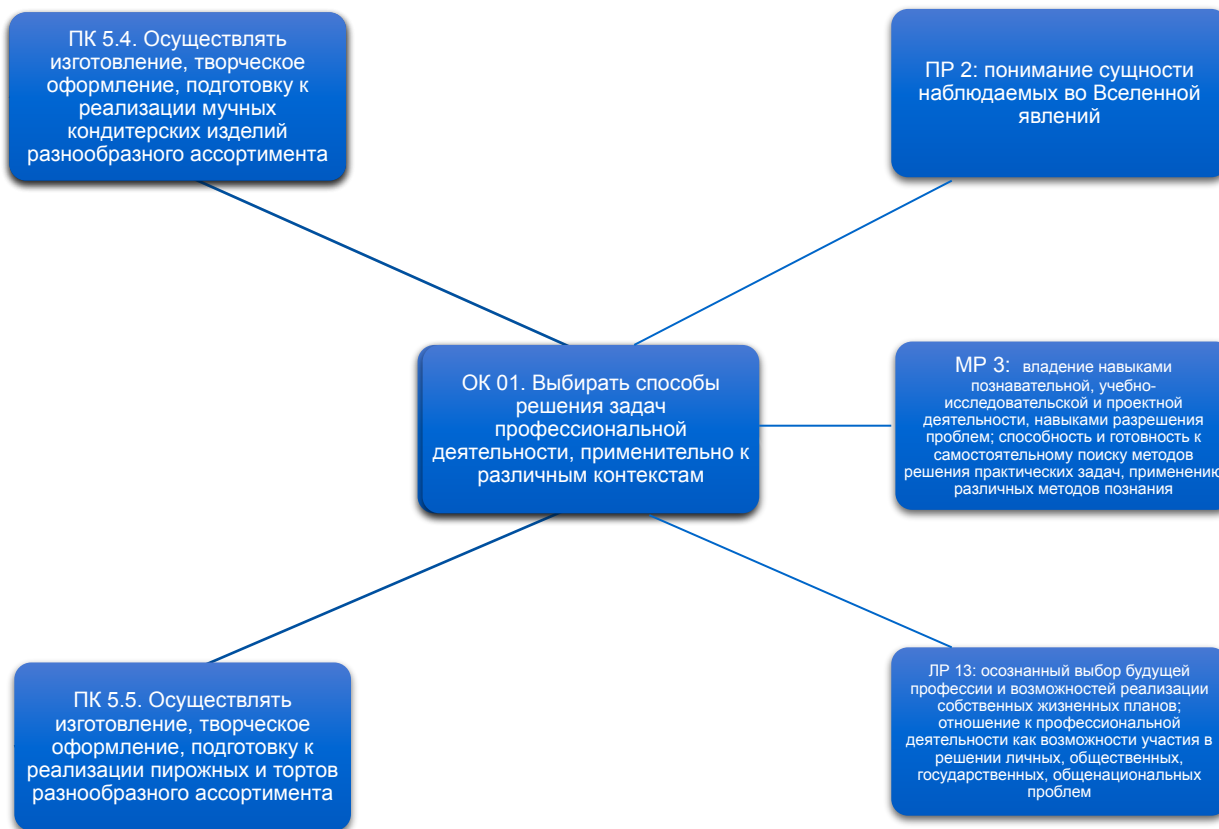 ПК 5.4. Осуществлять
изготовление, творческое
оформление, подготовку к
реализации мучных
кондитерских изделий
разнообразного ассортимента
ПР 2: понимание сущности
наблюдаемых во Вселенной
явлений
ОК 01. Выбирать способы
решения задач
профессиональной
деятельности, применительно к
различным контекстам
МР 3: владение навыками
познавательной, учебно-
исследовательской и проектной
деятельности, навыками разрешения
проблем; способность и готовность к
самостоятельному поиску методов
решения практических задач, применению
различных методов познания
ПК 5.5. Осуществлять
изготовление, творческое
оформление, подготовку к
реализации пирожных и тортов
разнообразного ассортимента
ЛР 13: осознанный выбор будущей
профессии и возможностей реализации
собственных жизненных планов;
отношение к профессиональной
деятельности как возможности участия в
решении личных, общественных,
государственных, общенациональных
проблем